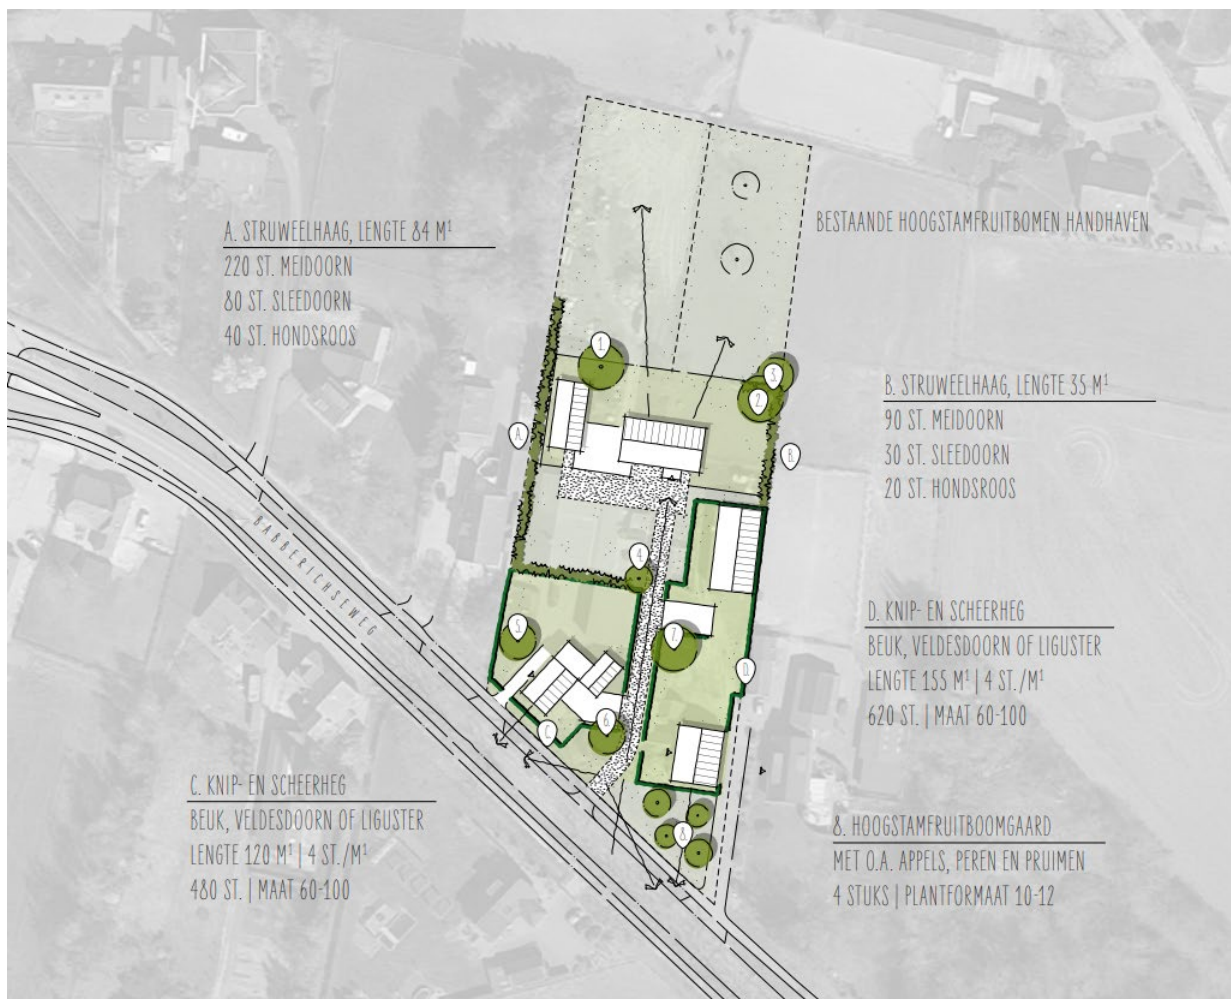 A. STRUWEELHAAG, LENGTE 84 M¹
220 ST. MEIDOORN
80 ST. SLEEDOORN
40 ST. HONDSROOS
BESTAANDE HOOGSTAMFRUITBOMEN HANDHAVEN
1.
3.
2.
A.
B.
B. STRUWEELHAAG, LENGTE 35 M¹
90 ST. MEIDOORN
30 ST. SLEEDOORN
20 ST. HONDSROOS
BABBERICHSEWEG
4.
5.
7.
D.
6.
C.
D. KNIP- EN SCHEERHEG
BEUK, VELDESDOORN OF LIGUSTER
LENGTE 155 M¹ | 4 ST./M¹
620 ST. | MAAT 60-100
C. KNIP- EN SCHEERHEG
BEUK, VELDESDOORN OF LIGUSTER
LENGTE 120 M¹ | 4 ST./M¹
480 ST. | MAAT 60-100
8.
8. HOOGSTAMFRUITBOOMGAARD
MET O.A. APPELS, PEREN EN PRUIMEN
4 STUKS | PLANTFORMAAT 10-12